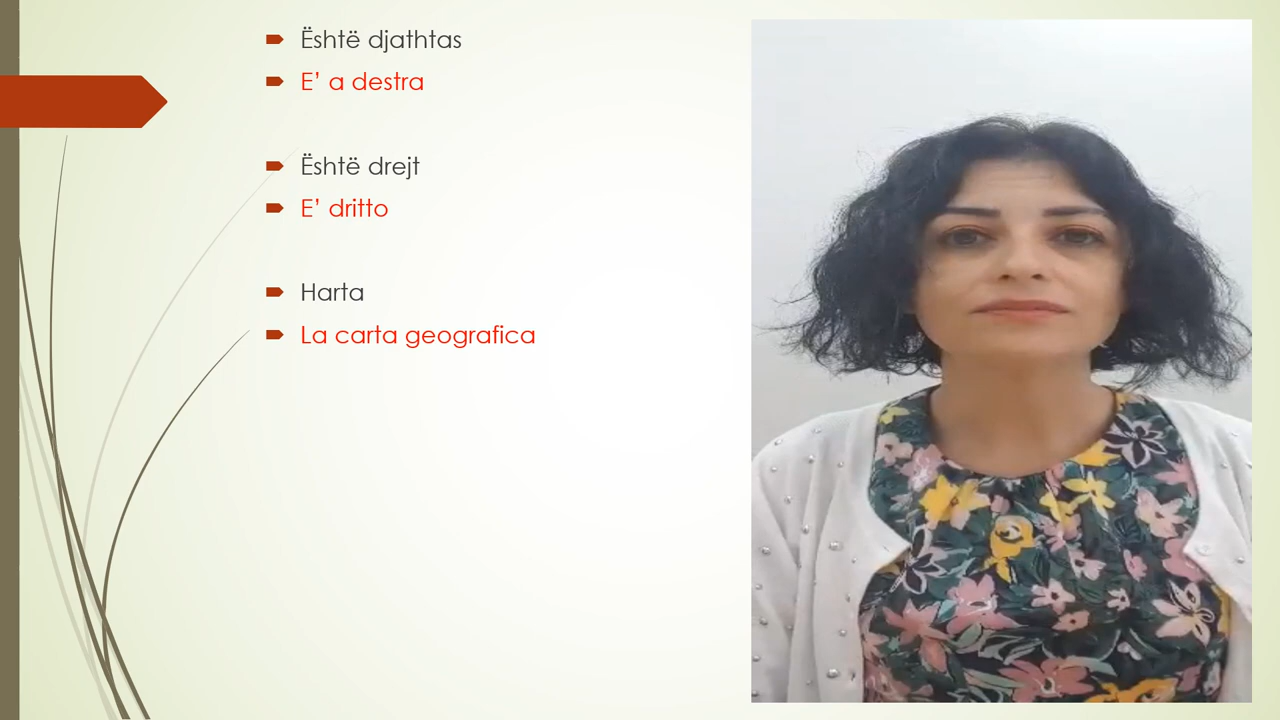 Është djathtas
E’ a destra
Është drejt
E’ dritto
Harta
La carta geografica